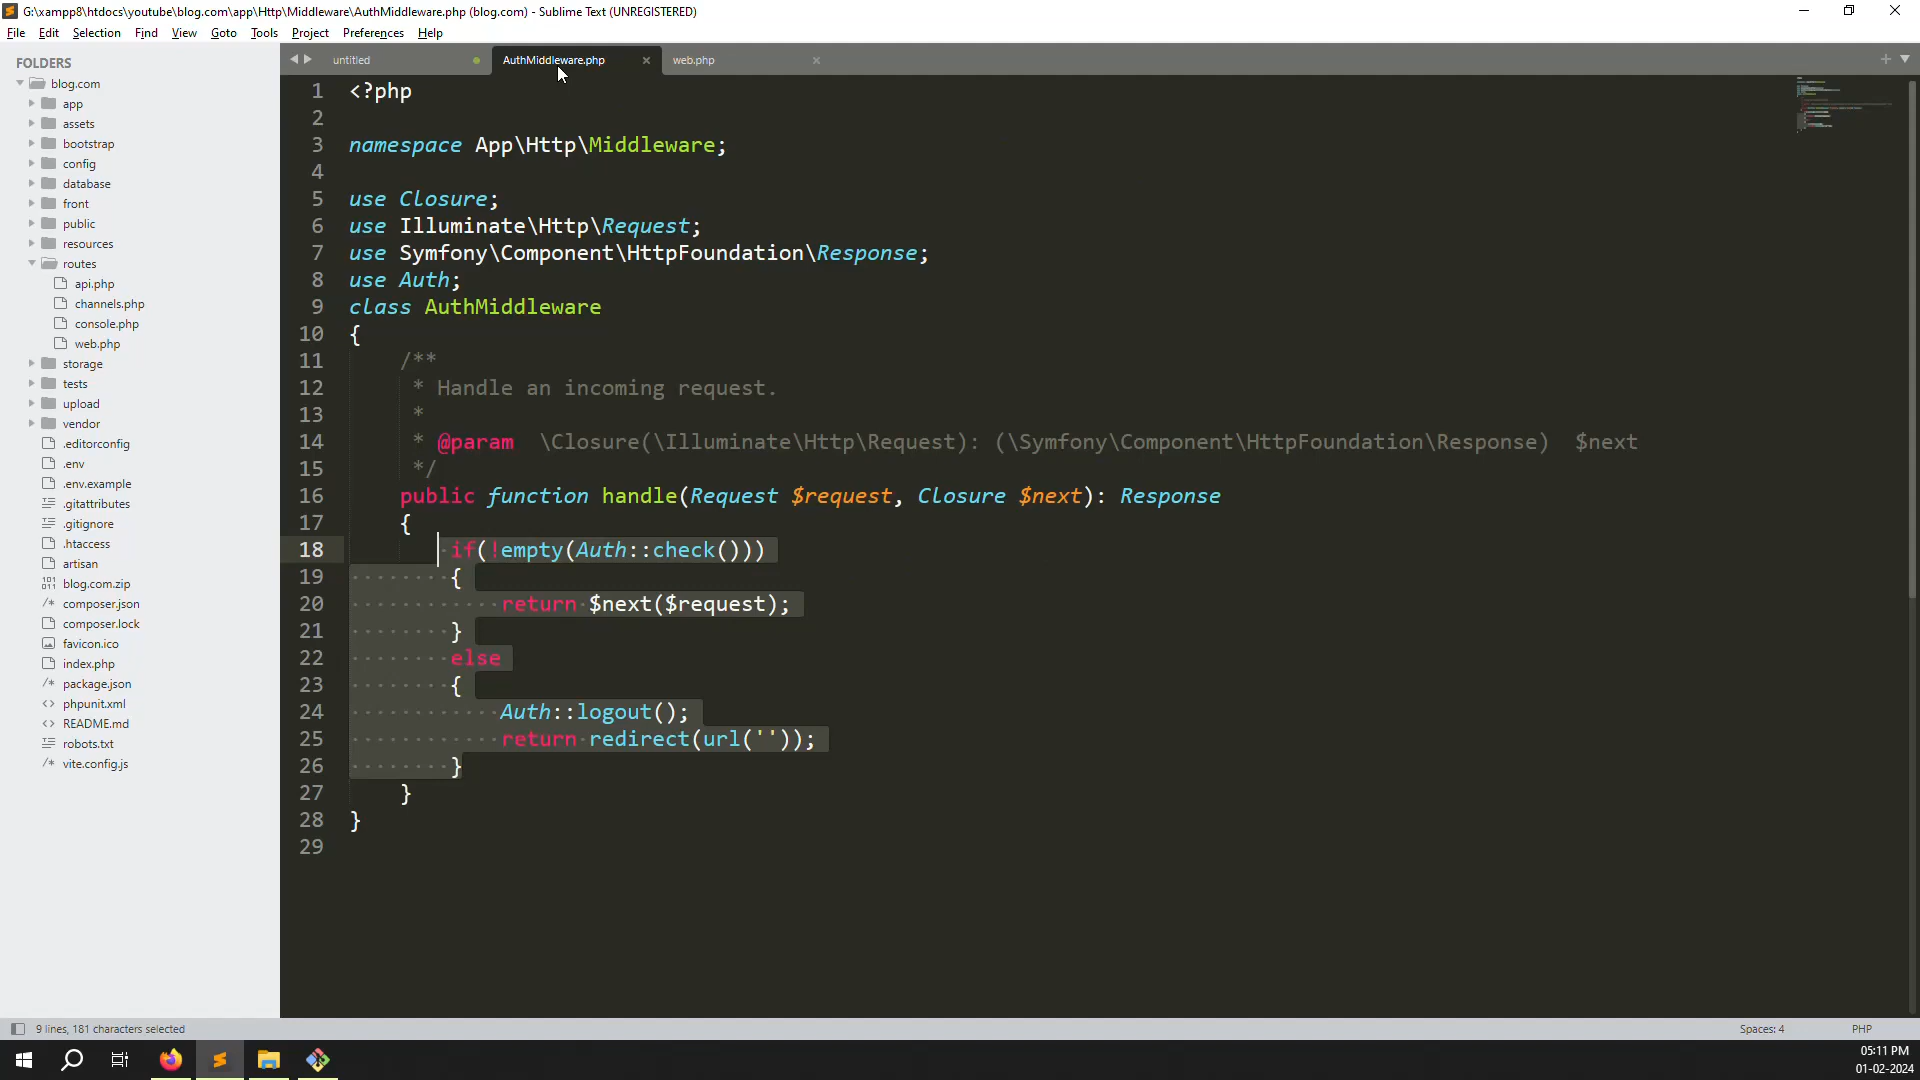 G:\xampp8\htdocs\youtube\blog.com\app\Http\Middleware\AuthMiddleware.php (blog.com) - Sublime Text (UNREGISTERED)
File Edit Selection Find View Goto Tools Project Preferences Help
FOLDERS
blog.com
app
assets
bootstrap
config
database
front
public
resources
routes
api.php
channels.php
console.php
web.php
storage
tests
upload
vendor
.editorconfig
.env
.env.example
.gitattributes
.gitignore
.htaccess
artisan
blog.com.zip
composer.json
composer.lock
favicon.ico
index.php
package.json
phpunit.xml
README.md
robots.txt
vite.config.js
untitled AuthMiddleware.php web.php
1 <?php
2
3 namespace App\Http\Middleware;
4
5 use Closure;
6 use Illuminate\Http\Request;
7 use Symfony\Component\HttpFoundation\Response;
8 use Auth;
9 class AuthMiddleware
10 {
11 /**
12 * Handle an incoming request.
13 *
14 * @param \Closure(\Illuminate\Http\Request): (\Symfony\Component\HttpFoundation\Response) $next
15 */
16 public function handle(Request $request, Closure $next): Response
17 {
18 if(!empty(Auth::check()))
19 {
20 return $next($request);
21 }
22 else
23 {
24 Auth::logout();
25 return redirect(url(''));
26 }
27 }
28 }
29
9 lines, 181 characters selected Spaces: 4 PHP
05:11 PM
01-02-2024